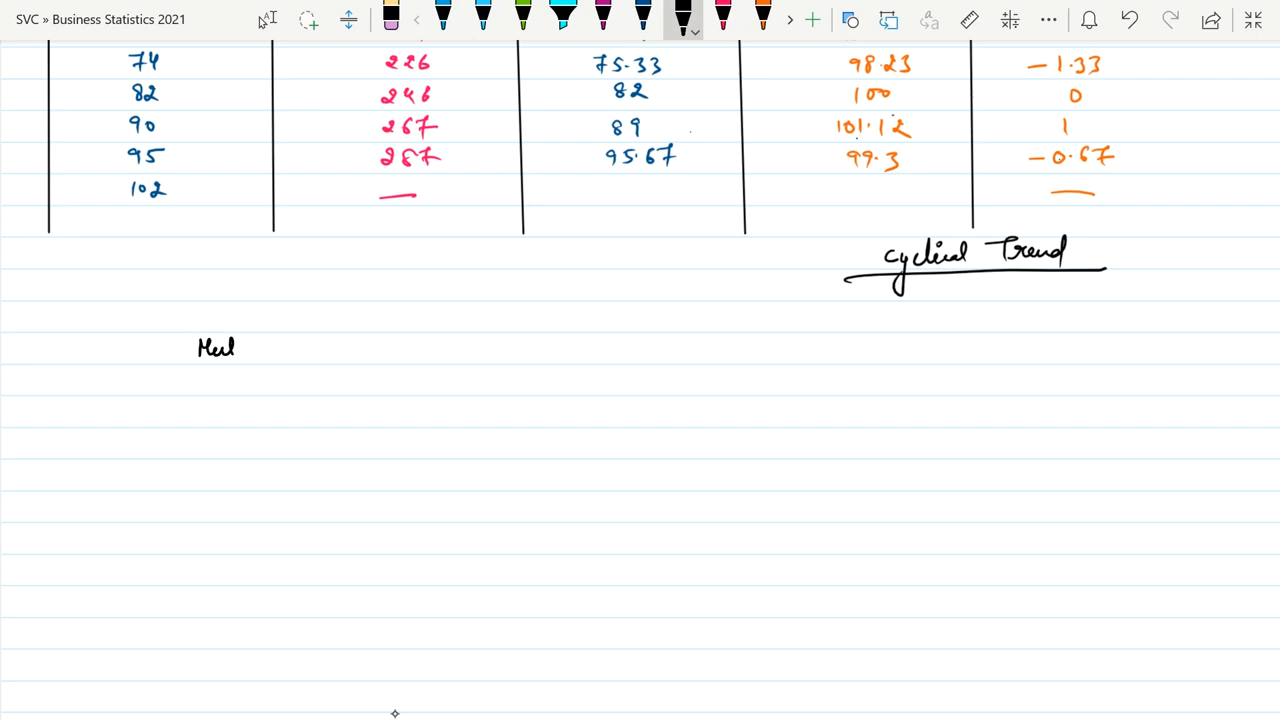 SVC » Business Statistics 2021
74 226 75.33 98.23 -1.33
82 246 82 100 0
90 267 89 101.12 1
95 287 95.67 99.3 -0.67
102 —  —
Cyclical Trend
Mul